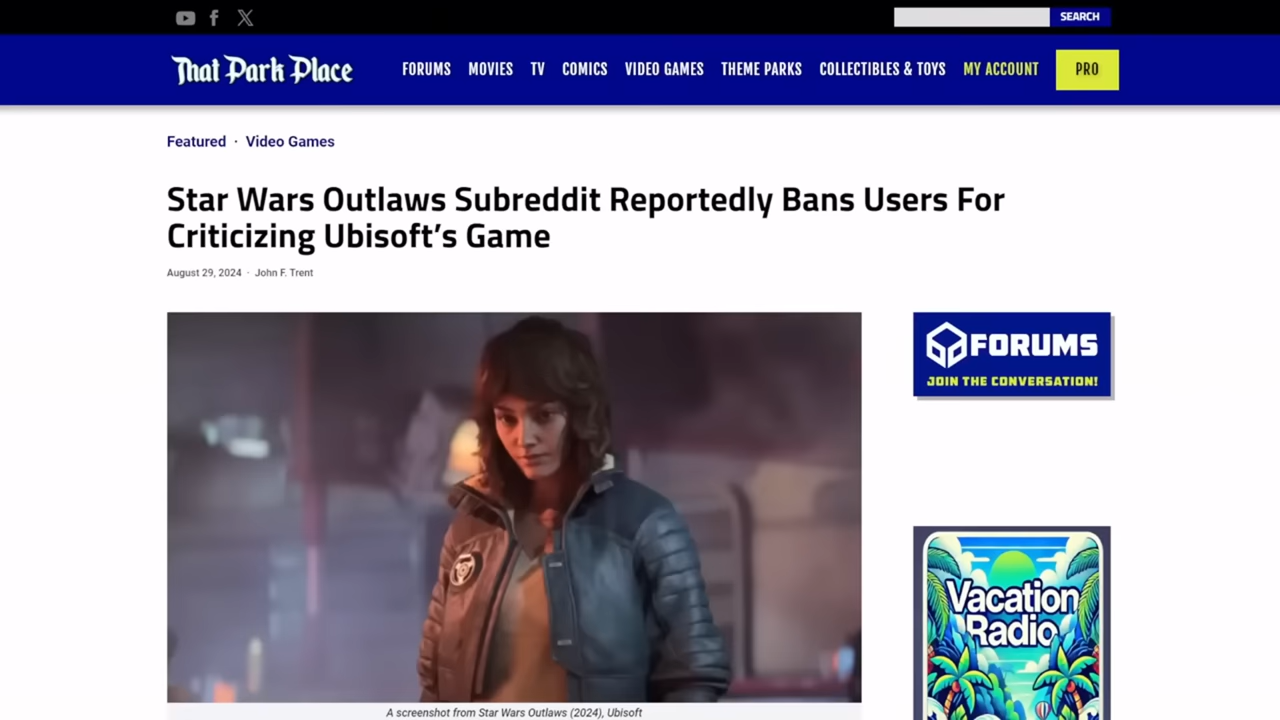 SEARCH
That Park Place
FORUMS MOVIES TV COMICS VIDEO GAMES THEME PARKS COLLECTIBLES & TOYS MY ACCOUNT PRO
Featured · Video Games
Star Wars Outlaws Subreddit Reportedly Bans Users For
Criticizing Ubisoft’s Game
August 29, 2024 · John F. Trent
FORUMS
JOIN THE CONVERSATION!
Vacation
Radio
A screenshot from Star Wars Outlaws (2024), Ubisoft